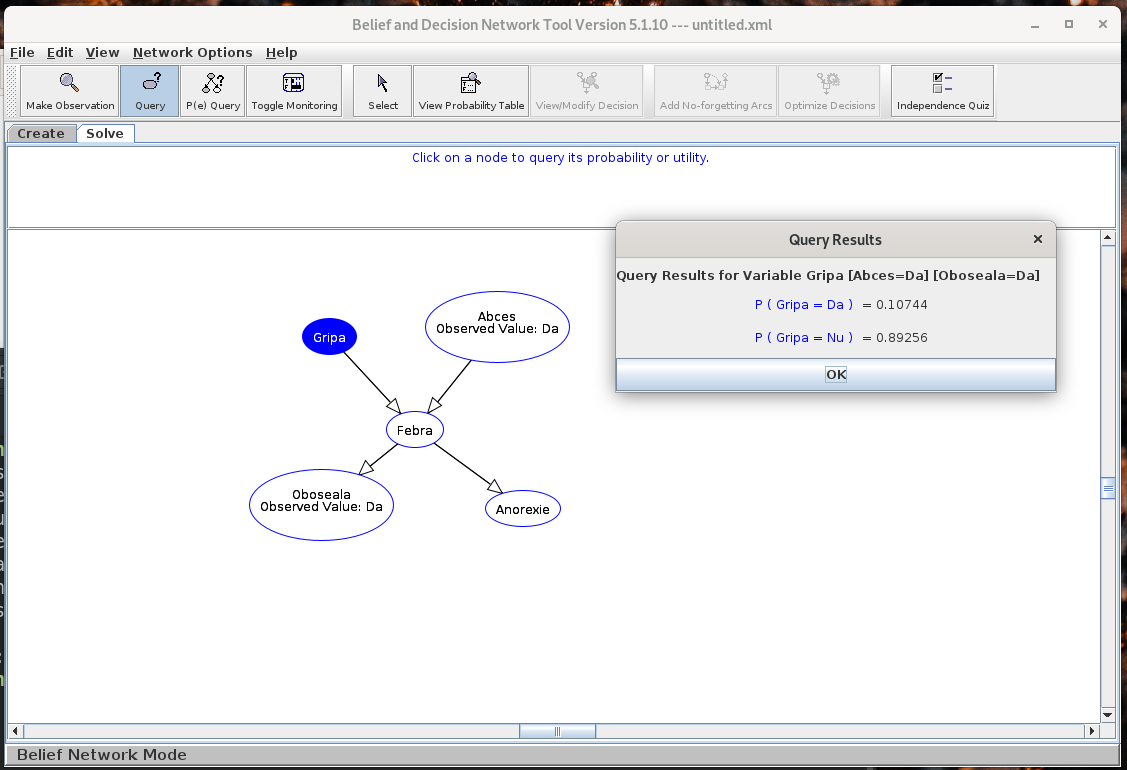 Belief and Decision Network Tool Version 5.1.10 --- untitled.xml
File Edit View Network Options Help
Make Observation Query P(e) Query Toggle Monitoring Select View Probability Table View/Modify Decision Add No-forgetting Arcs Optimize Decisions Independence Quiz
Create Solve
Click on a node to query its probability or utility.
Query Results
Query Results for Variable Gripa [Abces=Da] [Oboseala=Da]
P ( Gripa = Da ) = 0.10744
P ( Gripa = Nu ) = 0.89256
OK
Abces
Observed Value: Da
Gripa
Febra
Oboseala
Observed Value: Da
Anorexie
Belief Network Mode